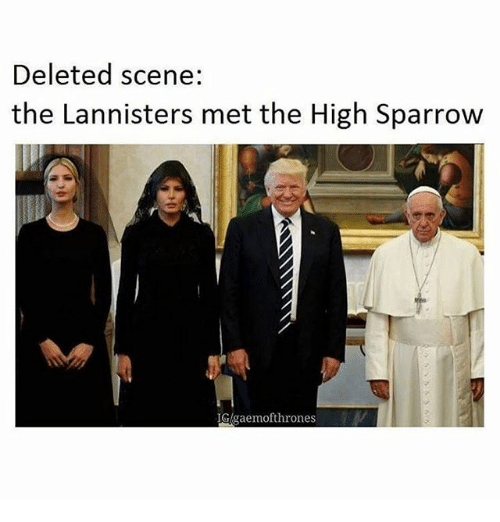 Deleted scene:
the Lannisters met the High Sparrow
IG/gaemofthrones